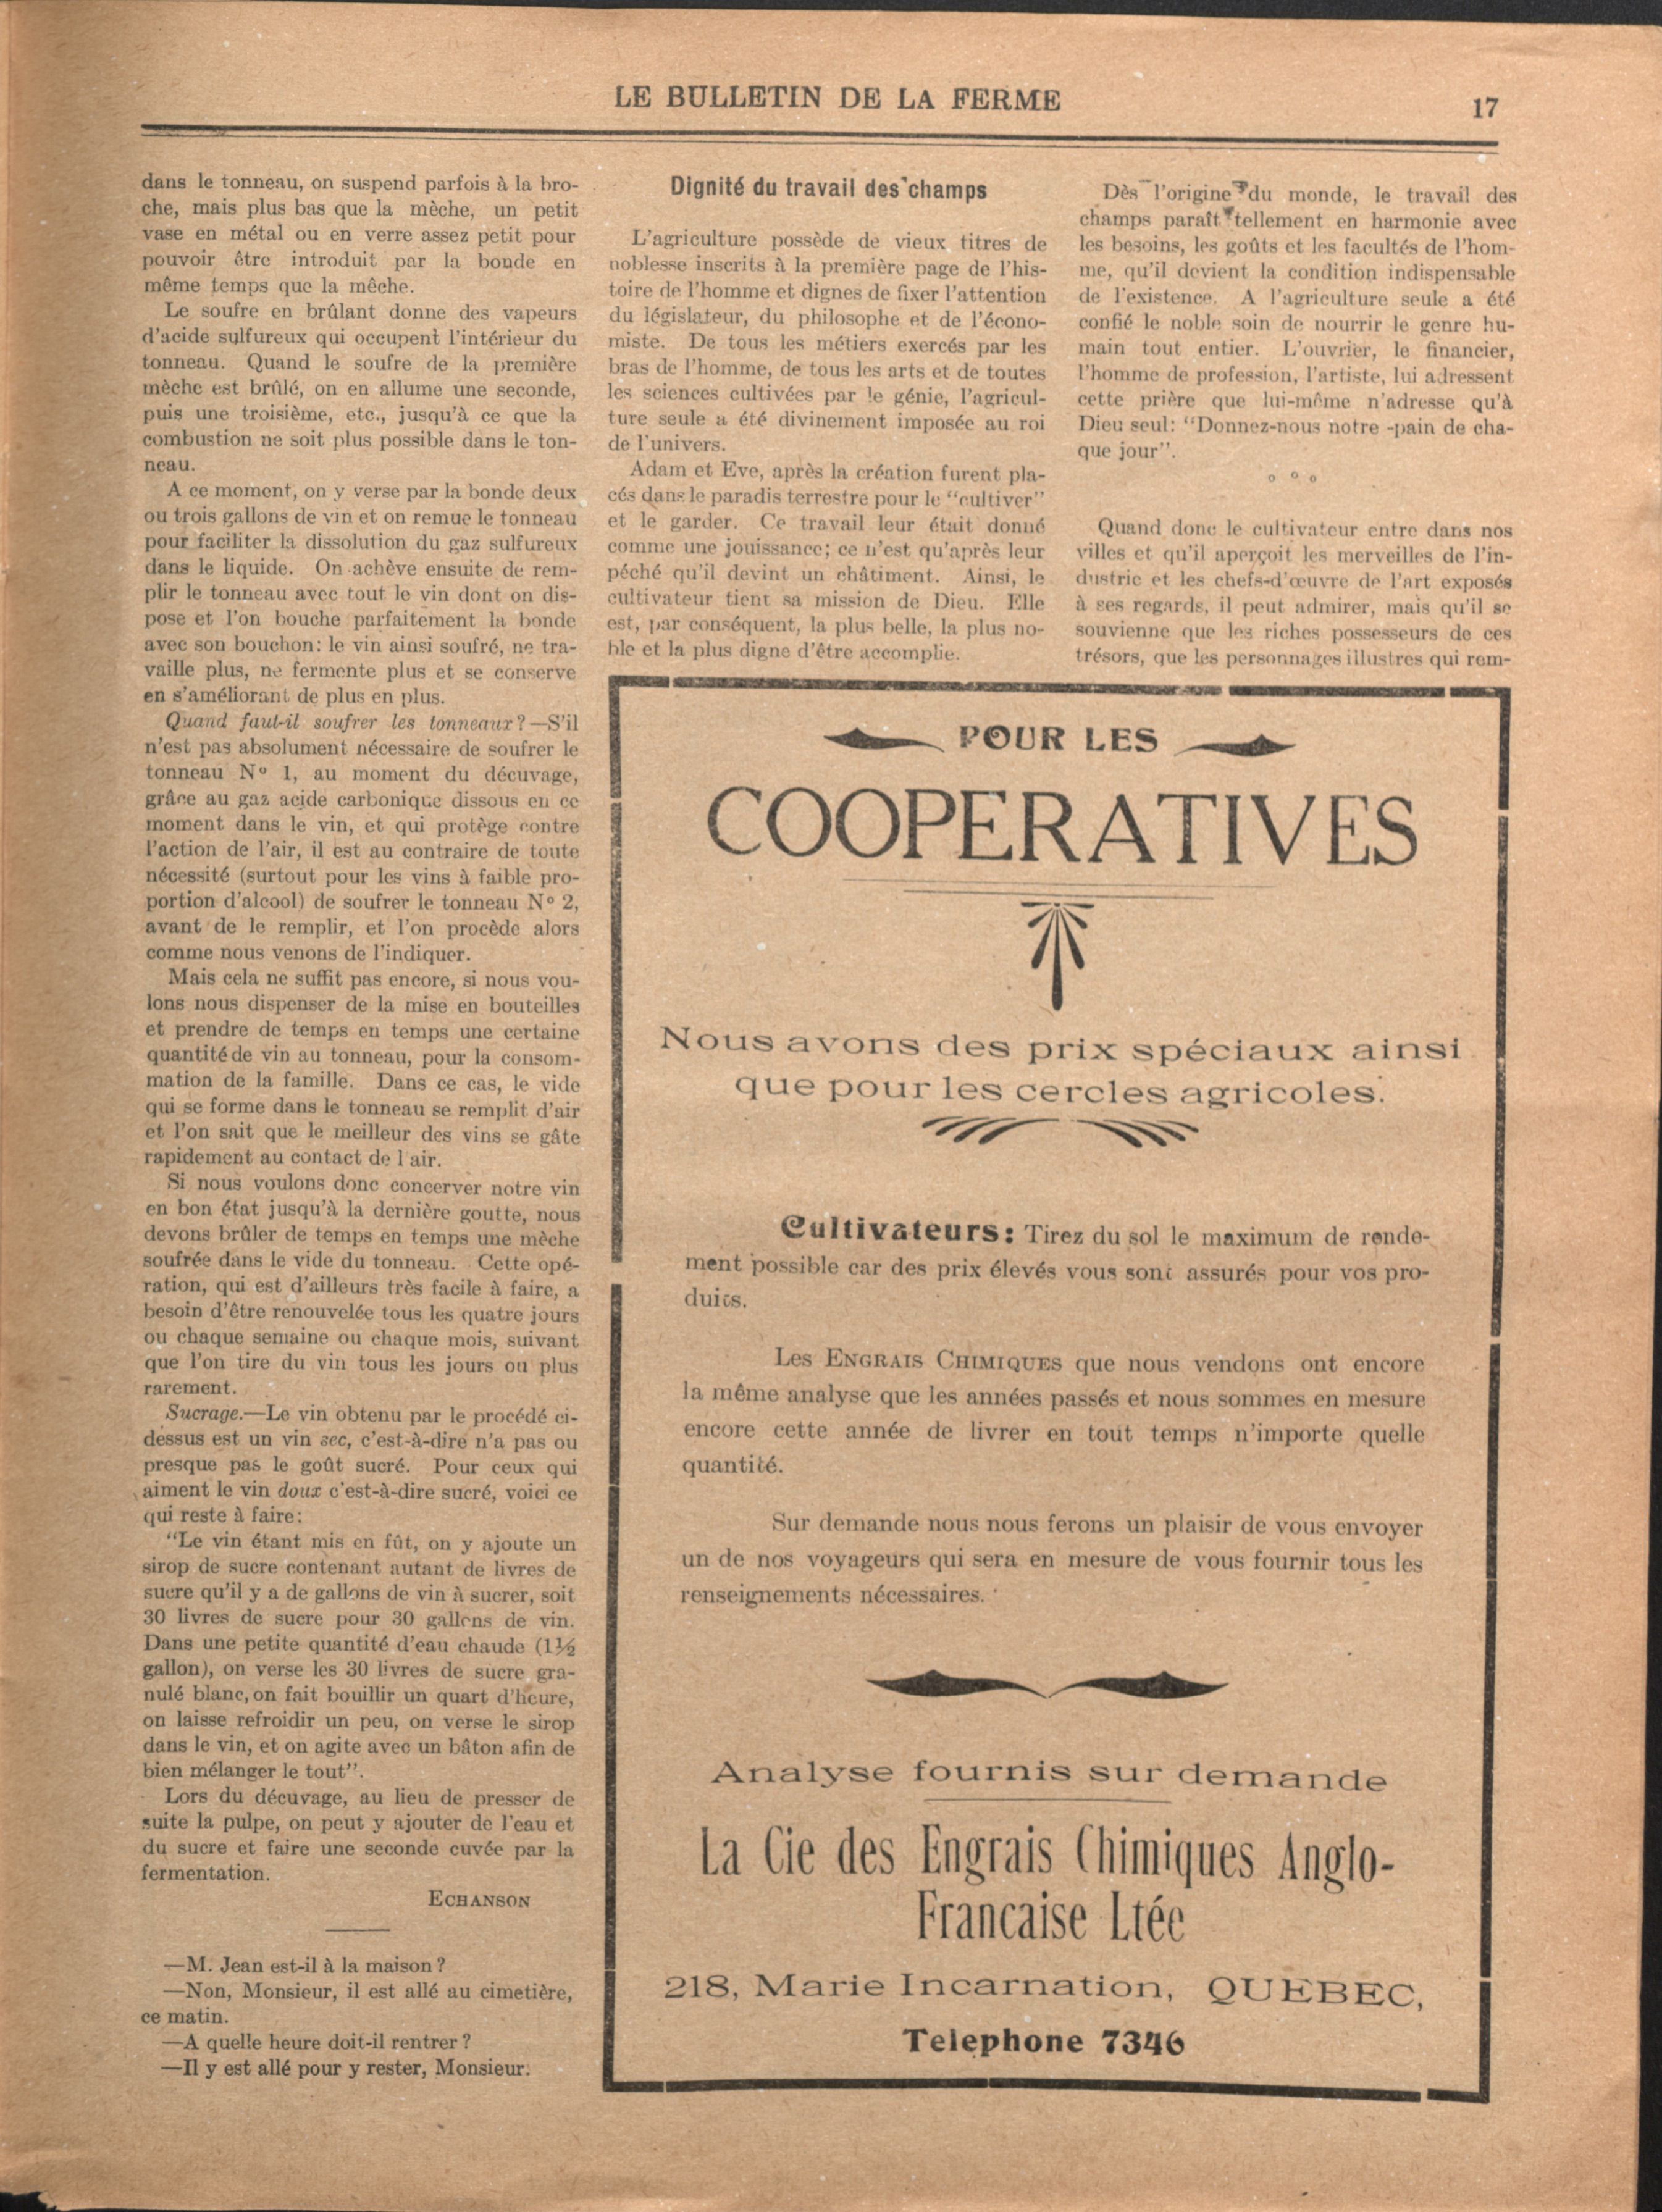 LE BULLETIN DE LA FERME
17
dans le tonneau, on suspend parfois à la bro-
che, mais plus bas que la mèche, un petit
vase en métal ou en verre assez petit pour
pouvoir être introduit par la bonde en
même temps que la mêche.
Le soufre en brûlant donne des vapeurs
d'acide sulfureux qui occupent l'intérieur du
tonneau. Quand le soufre de la première
mèche est brûlé, on en allume une seconde,
puis une troisième, etc., jusqu'à ce que la
combustion ne soit plus possible dans le ton-
neau.
A ce moment, on y verse par la bonde deux
ou trois gallons de vin et on remue le tonneau
pour faciliter la dissolution du gaz sulfureux
dans le liquide. On achève ensuite de rem-
plir le tonneau avec tout le vin dont on dis-
pose et l'on bouche parfaitement la bonde
avec son bouchon: le vin ainsi soufré, ne tra-
vaille plus, ne fermente plus et se conserve
en s'améliorant de plus en plus.
Quand faut-il soufrer les tonneaux?—S'il
n'est pas absolument nécessaire de soufrer le
tonneau Nº 1, au moment du décuvage,
grâce au gaz acide carbonique dissous en ce
moment dans le vin, et qui protège contre
l'action de l'air, il est au contraire de toute
nécessité (surtout pour les vins à faible pro-
portion d'alcool) de soufrer le tonneau Nº 2,
avant de le remplir, et l'on procède alors
comme nous venons de l'indiquer.
Mais cela ne suffit pas encore, si nous vou-
lons nous dispenser de la mise en bouteilles
et prendre de temps en temps une certaine
quantité de vin au tonneau, pour la consom-
mation de la famille. Dans ce cas, le vide
qui se forme dans le tonneau se remplit d'air
et l'on sait que le meilleur des vins se gâte
rapidement au contact de l air.
Si nous voulons donc concerver notre vin
en bon état jusqu'à la dernière goutte, nous
devons brûler de temps en temps une mèche
soufrée dans le vide du tonneau. Cette opé-
ration, qui est d'ailleurs très facile à faire, a
besoin d'être renouvelée tous les quatre jours
ou chaque semaine ou chaque mois, suivant
que l'on tire du vin tous les jours ou plus
rarement.
Sucrage.—Le vin obtenu par le procédé ci-
dessus est un vin sec, c'est-à-dire n'a pas ou
presque pas le goût sucré. Pour ceux qui
aiment le vin doux c'est-à-dire sucré, voici ce
qui reste à faire:
"Le vin étant mis en fût, on y ajoute un
sirop de sucre contenant autant de livres de
sucre qu'il y a de gallons de vin à sucrer, soit
30 livres de sucre pour 30 gallons de vin.
Dans une petite quantité d'eau chaude (1½
gallon), on verse les 30 livres de sucre gra-
nulé blanc, on fait bouillir un quart d'heure,
on laisse refroidir un peu, on verse le sirop
dans le vin, et on agite avec un bâton afin de
bien mélanger le tout".
Lors du décuvage, au lieu de presser de
suite la pulpe, on peut y ajouter de l'eau et
du sucre et faire une seconde cuvée par la
fermentation.
ECHANSON
—M. Jean est-il à la maison?
—Non, Monsieur, il est allé au cimetière,
ce matin.
—A quelle heure doit-il rentrer?
—Il y est allé pour y rester, Monsieur.
Dignité du travail des champs
L'agriculture possède de vieux titres de
noblesse inscrits à la première page de l'his-
toire de l'homme et dignes de fixer l'attention
du législateur, du philosophe et de l'écono-
miste. De tous les métiers exercés par les
bras de l'homme, de tous les arts et de toutes
les sciences cultivées par le génie, l'agricul-
ture seule a été divinement imposée au roi
de l'univers.
Adam et Eve, après la création furent pla-
cés dans le paradis terrestre pour le "cultiver"
et le garder. Ce travail leur était donné
comme une jouissance; ce n'est qu'après leur
péché qu'il devint un châtiment. Ainsi, le
cultivateur tient sa mission de Dieu. Elle
est, par conséquent, la plus belle, la plus no-
ble et la plus digne d'être accomplie.
Dès l'origine du monde, le travail des
champs paraît tellement en harmonie avec
les besoins, les goûts et les facultés de l'hom-
me, qu'il devient la condition indispensable
de l'existence. A l'agriculture seule a été
confié le noble soin de nourrir le genre hu-
main tout entier. L'ouvrier, le financier,
l'homme de profession, l'artiste, lui adressent
cette prière que lui-même n'adresse qu'à
Dieu seul: "Donnez-nous notre -pain de cha-
que jour".
o o o
Quand donc le cultivateur entre dans nos
villes et qu'il aperçoit les merveilles de l'in-
dustrie et les chefs-d'œuvre de l'art exposés
à ses regards, il peut admirer, mais qu'il se
souvienne que les riches possesseurs de ces
trésors, que les personnages illustres qui rem-
POUR LES
COOPERATIVES
Nous avons des prix spéciaux ainsi
que pour les cercles agricoles.
Cultivateurs: Tirez du sol le maximum de rende-
ment possible car des prix élevés vous sont assurés pour vos pro-
duits.
Les ENGRAIS CHIMIQUES que nous vendons ont encore
la même analyse que les années passés et nous sommes en mesure
encore cette année de livrer en tout temps n'importe quelle
quantité.
Sur demande nous nous ferons un plaisir de vous envoyer
un de nos voyageurs qui sera en mesure de vous fournir tous les
renseignements nécessaires.
Analyse fournis sur demande
La Cie des Engrais Chimiques Anglo-
Francaise Ltée
218, Marie Incarnation, QUEBEC,
Telephone 7346